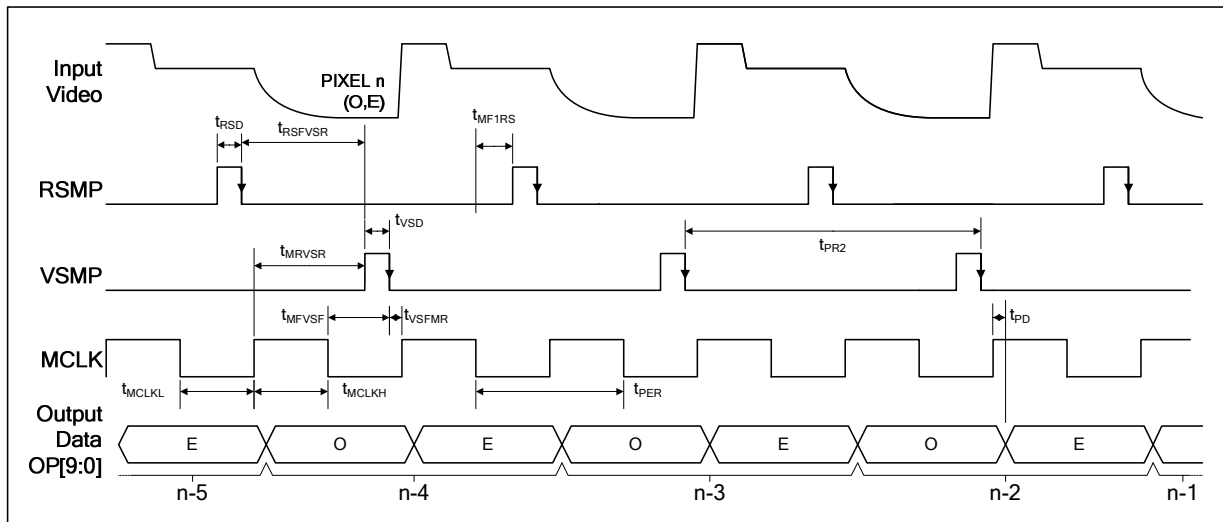 Input
Video
PIXEL n
(O,E)
tRSD
tRSFVSR
tMF1RS
RSMP
tVSD
tMRVSR
tPR2
VSMP
tMFVSF
tVSFMR
tPD
MCLK
tMCLKL
tMCLKH
tPER
Output
Data
OP[9:0]
E O E O E O E
n-5 n-4 n-3 n-2 n-1